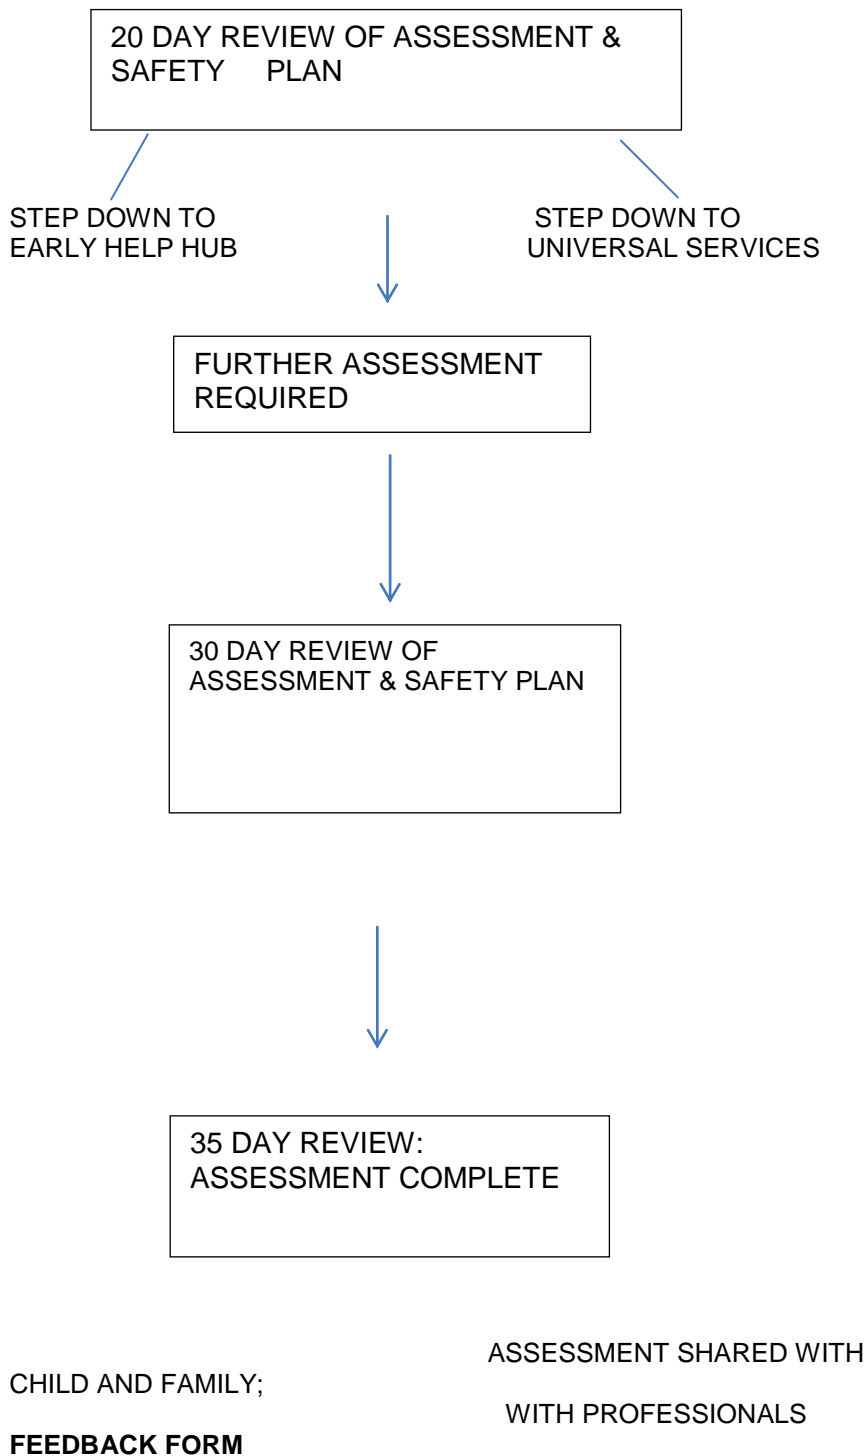 20 DAY REVIEW OF ASSESSMENT &
SAFETY PLAN
STEP DOWN TO
EARLY HELP HUB
STEP DOWN TO
UNIVERSAL SERVICES
FURTHER ASSESSMENT
REQUIRED
30 DAY REVIEW OF
ASSESSMENT & SAFETY PLAN
35 DAY REVIEW:
ASSESSMENT COMPLETE
ASSESSMENT SHARED WITH
CHILD AND FAMILY;
WITH PROFESSIONALS
FEEDBACK FORM